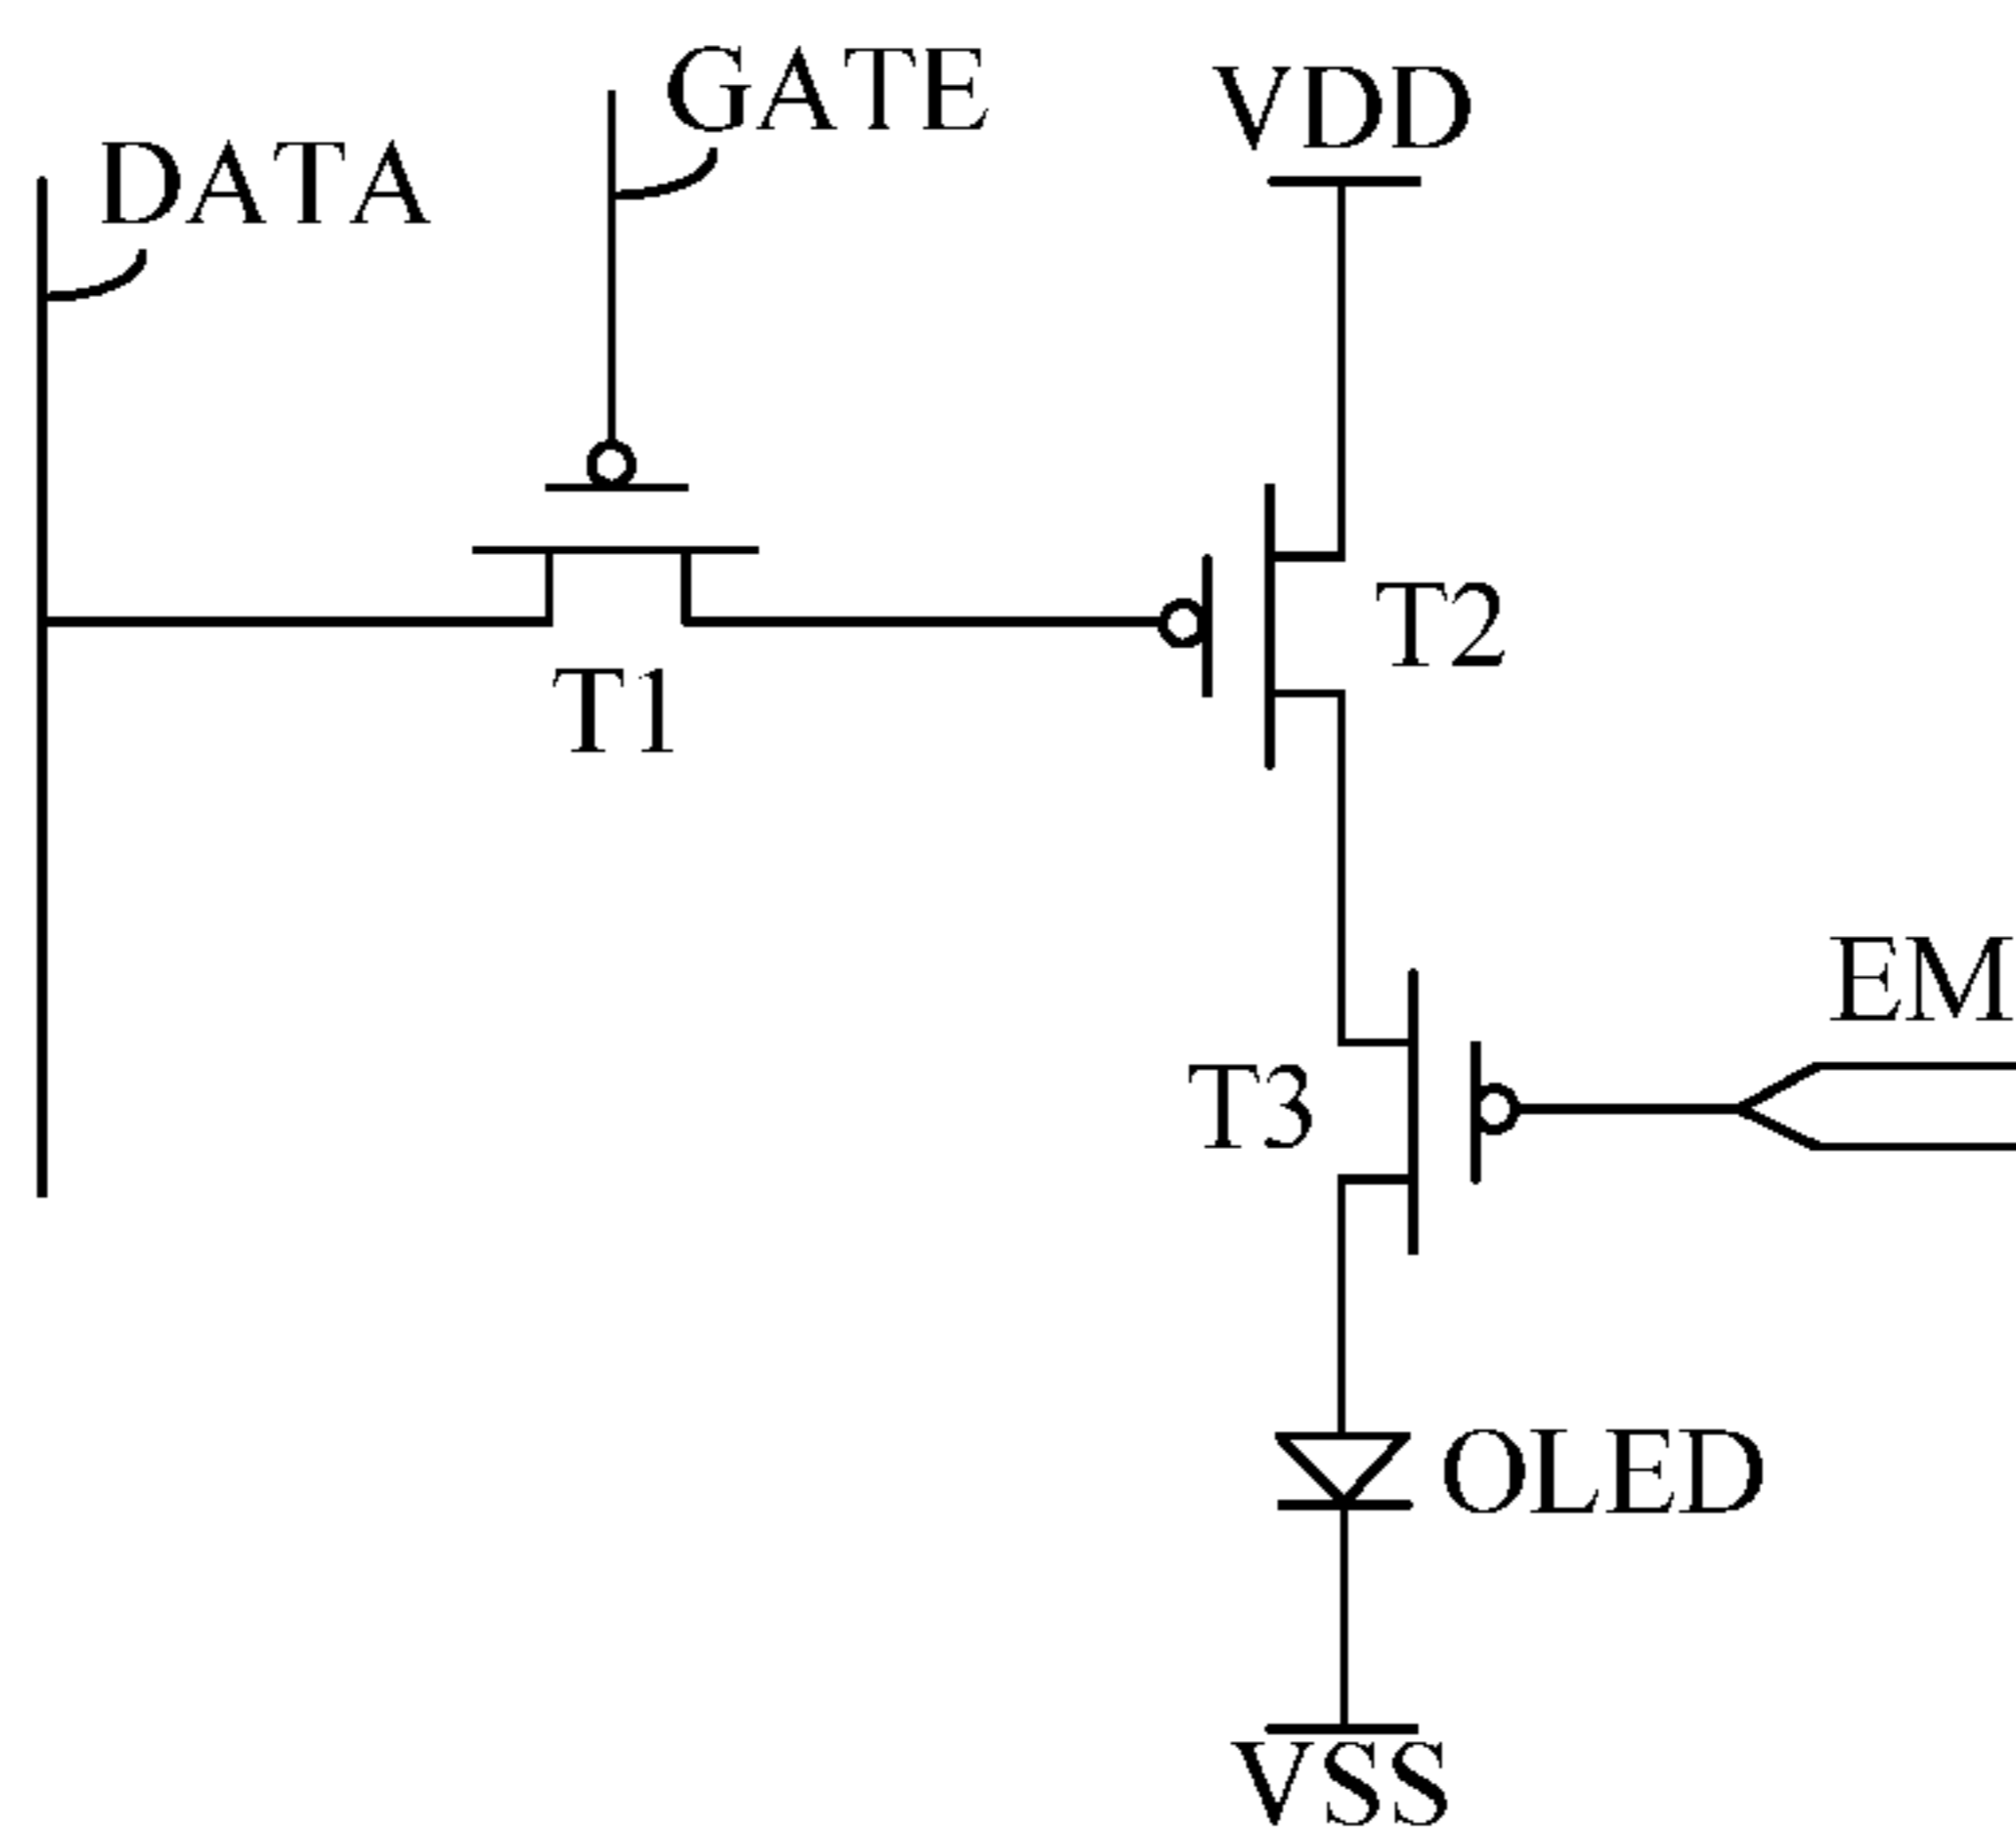 GATE
VDD
DATA
T2
T1
EM
T3
OLED
VSS